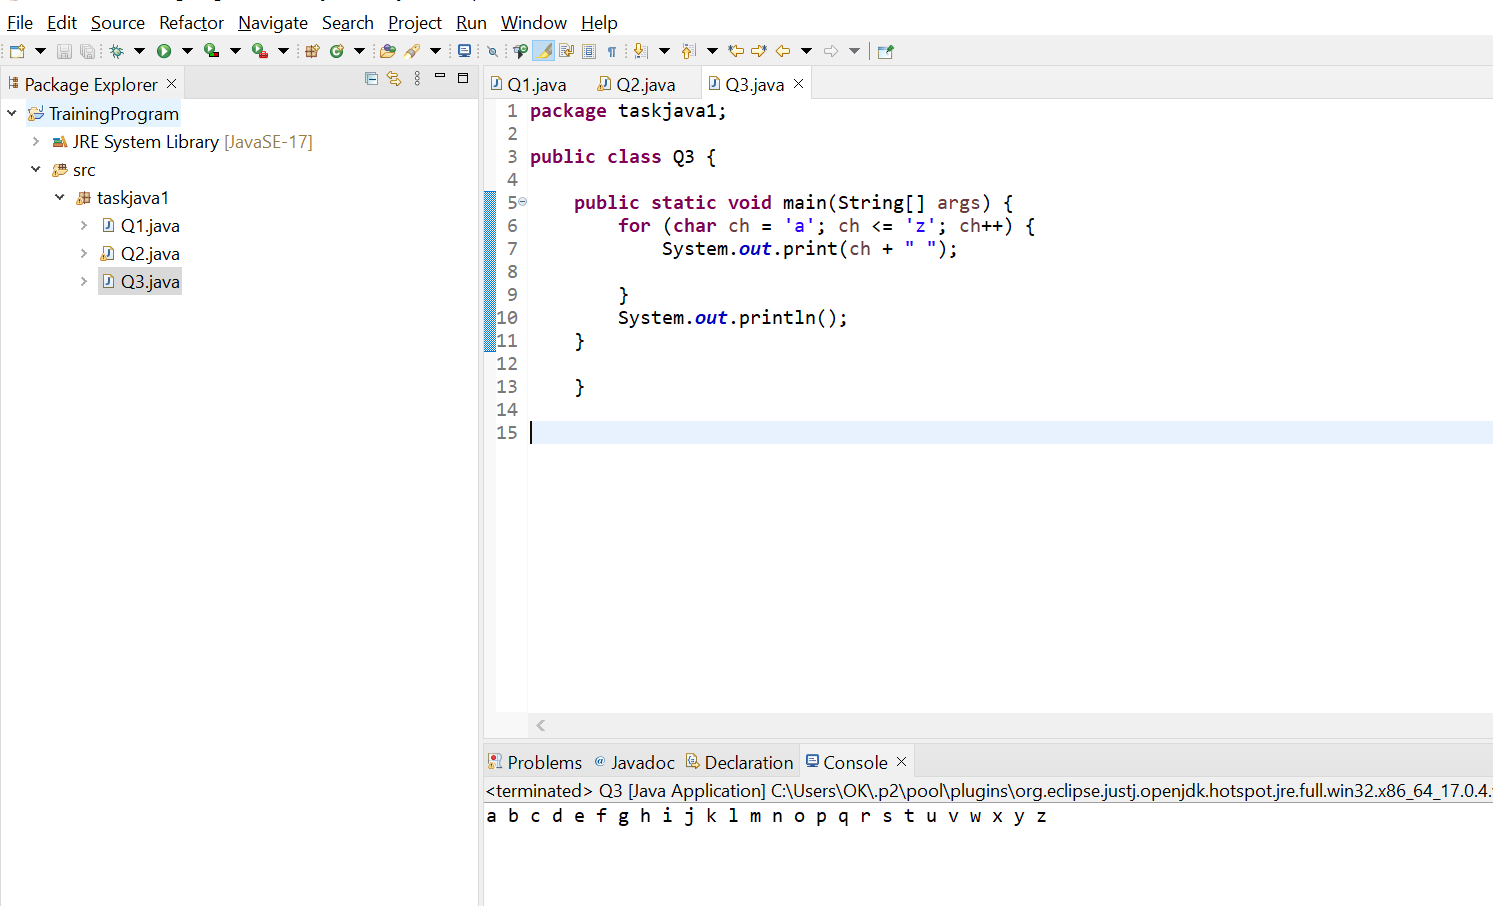 File Edit Source Refactor Navigate Search Project Run Window Help
Package Explorer
TrainingProgram
JRE System Library [JavaSE-17]
src
taskjava1
Q1.java
Q2.java
Q3.java
Q1.java Q2.java Q3.java
1 package taskjava1;
2
3 public class Q3 {
4
5 public static void main(String[] args) {
6 for (char ch = 'a'; ch <= 'z'; ch++) {
7 System.out.print(ch + " ");
8
9 }
10 System.out.println();
11 }
12
13 }
14
15
Problems Javadoc Declaration Console
<terminated> Q3 [Java Application] C:\Users\OK\.p2\pool\plugins\org.eclipse.justj.openjdk.hotspot.jre.full.win32.x86_64_17.0.4.
a b c d e f g h i j k l m n o p q r s t u v w x y z